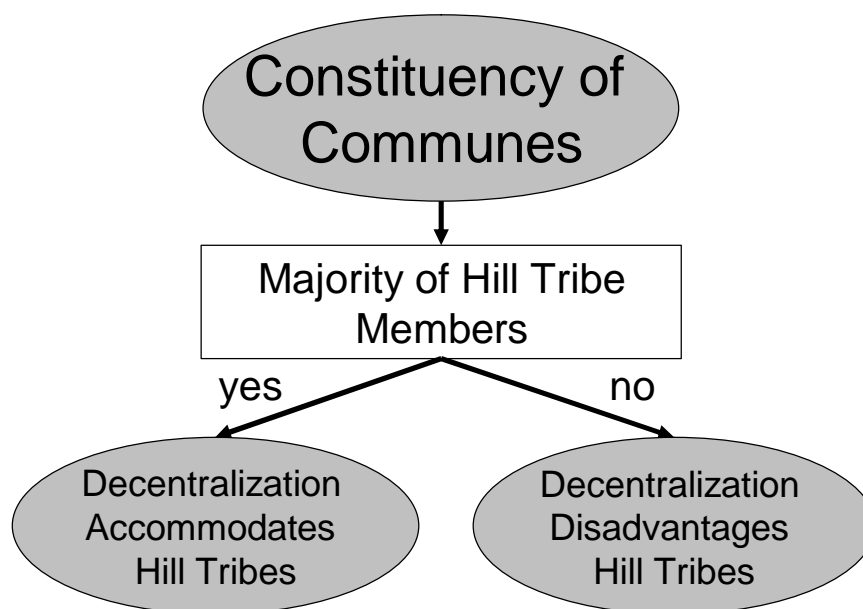 Constituency of
Communes
Majority of Hill Tribe
Members
yes
no
Decentralization
Accommodates
Hill Tribes
Decentralization
Disadvantages
Hill Tribes